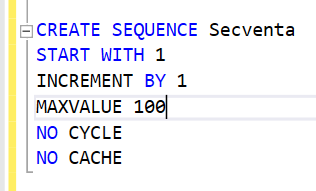 CREATE SEQUENCE Secventa
START WITH 1
INCREMENT BY 1
MAXVALUE 100
NO CYCLE
NO CACHE